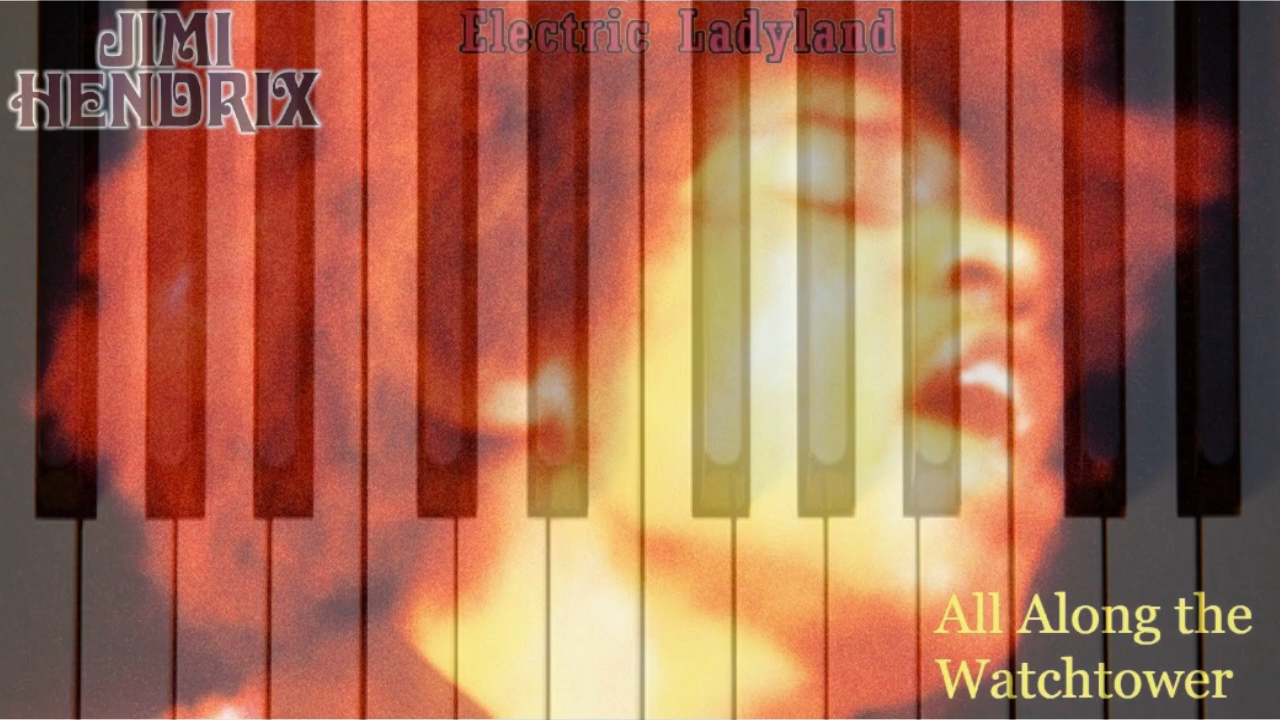 JIMI
HENDRIX
Electric Ladyland
All Along the
Watchtower